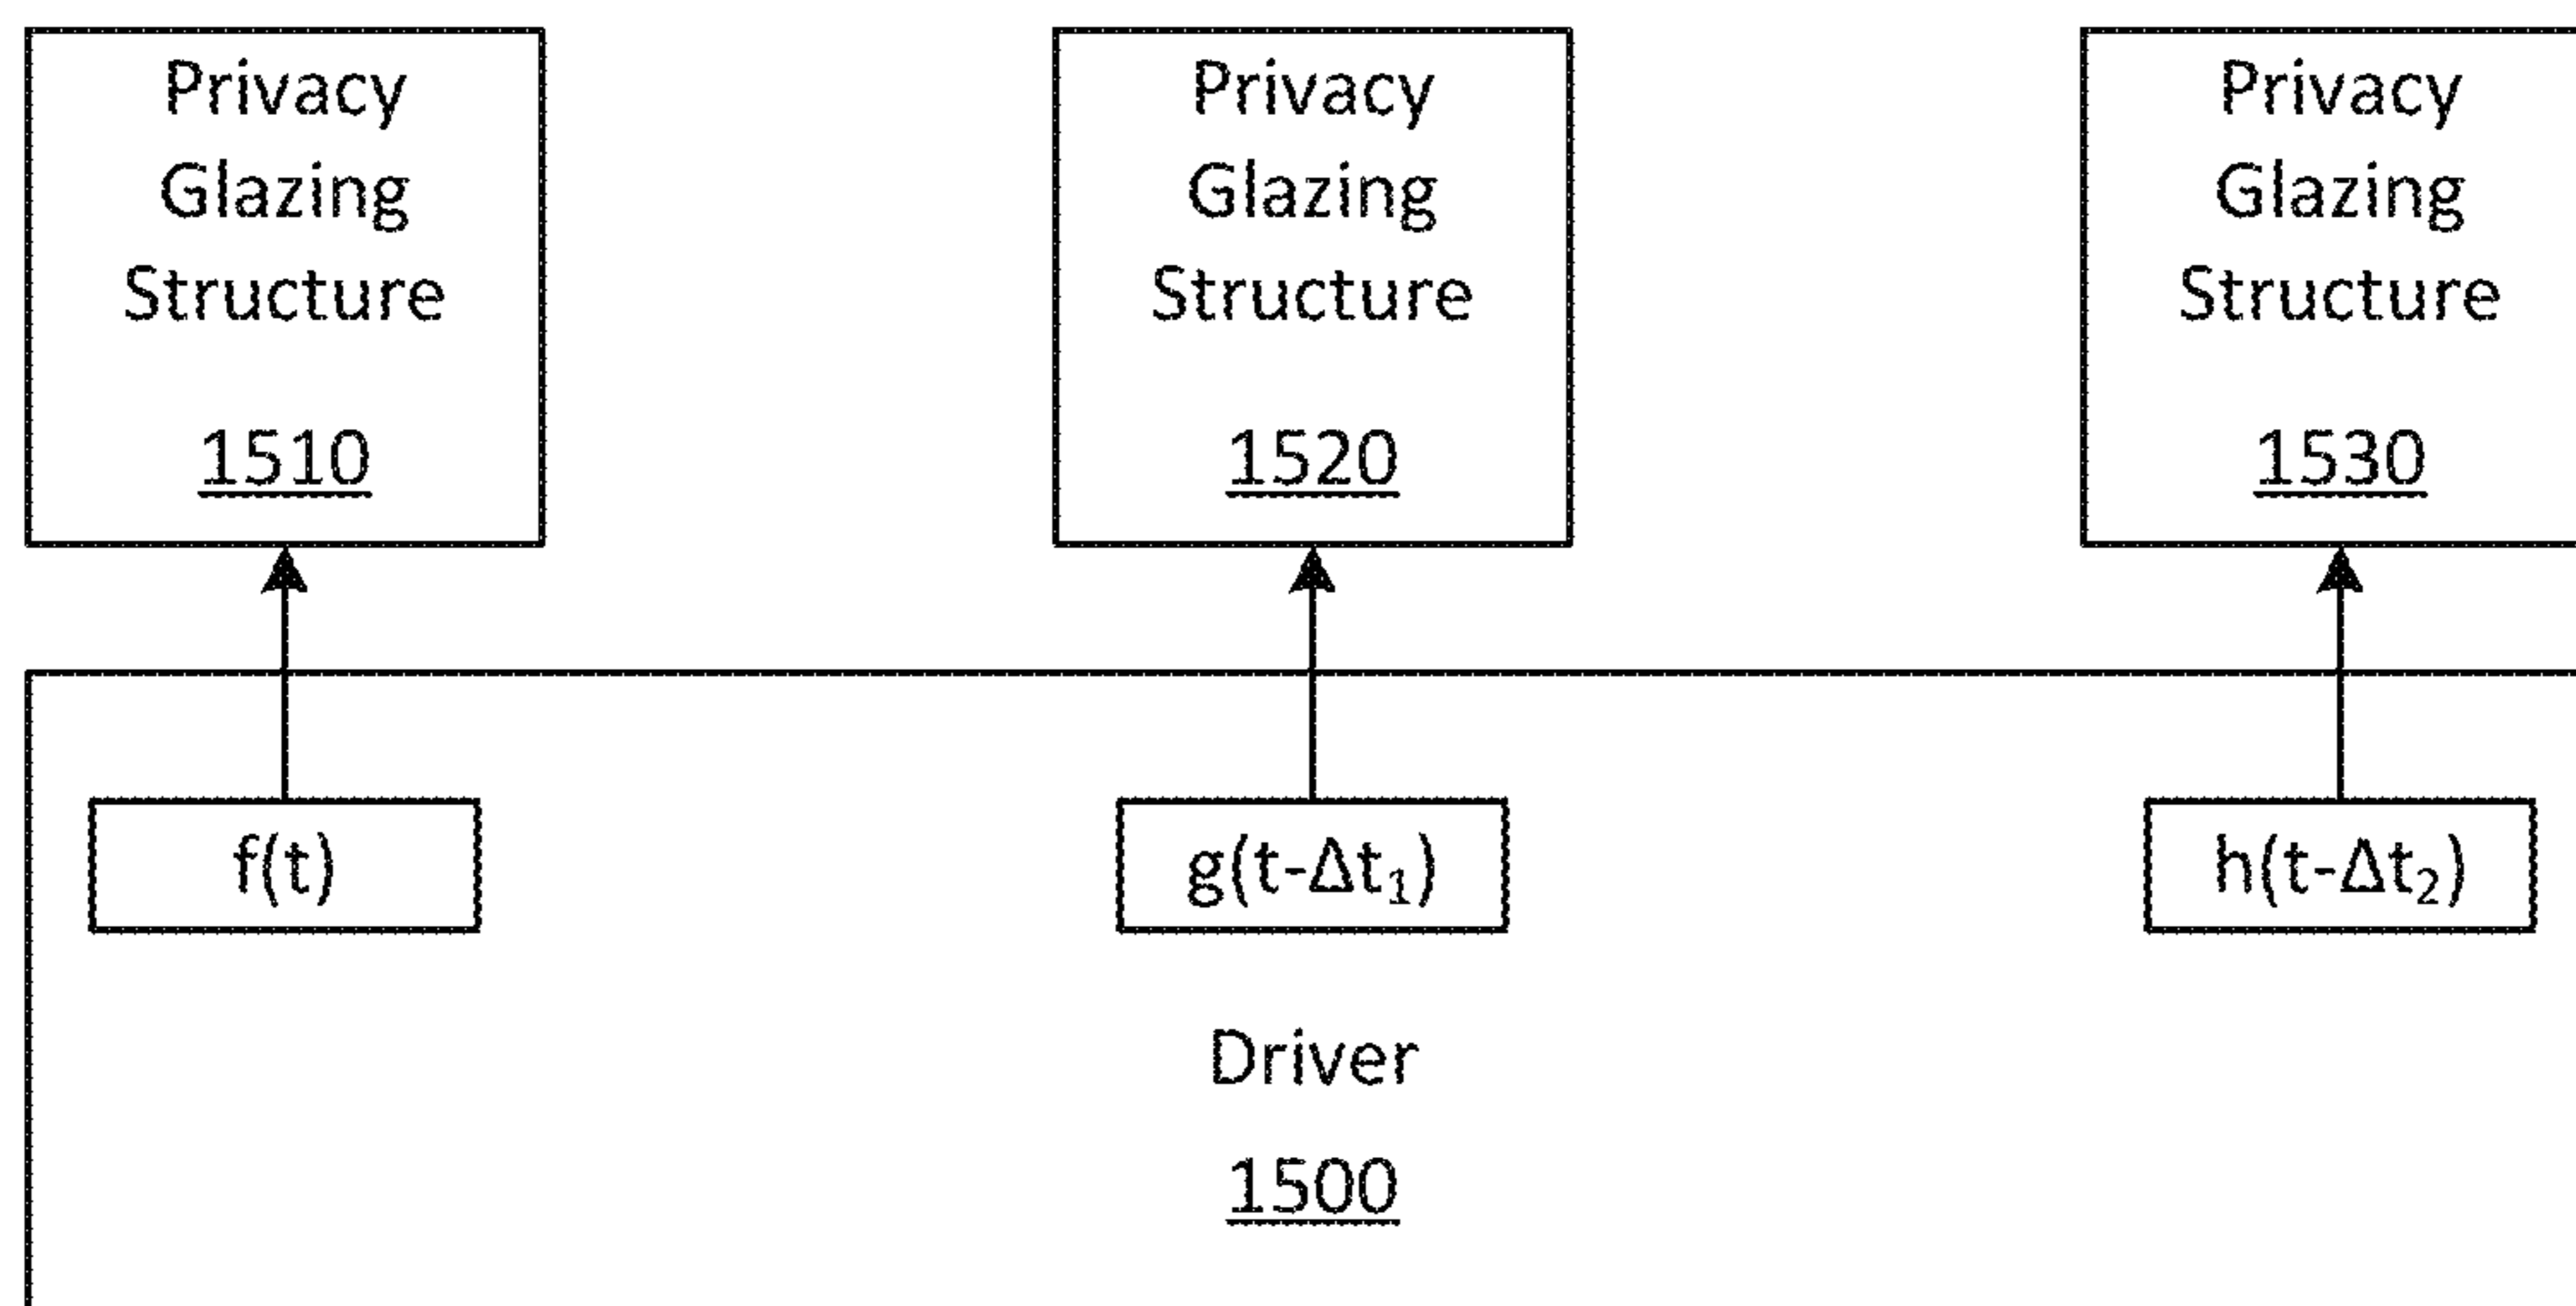 Privacy
Glazing
Structure
1510
Privacy
Glazing
Structure
1520
Privacy
Glazing
Structure
1530
f(t)
g(t-Δt₁)
h(t-Δt₂)
Driver
1500